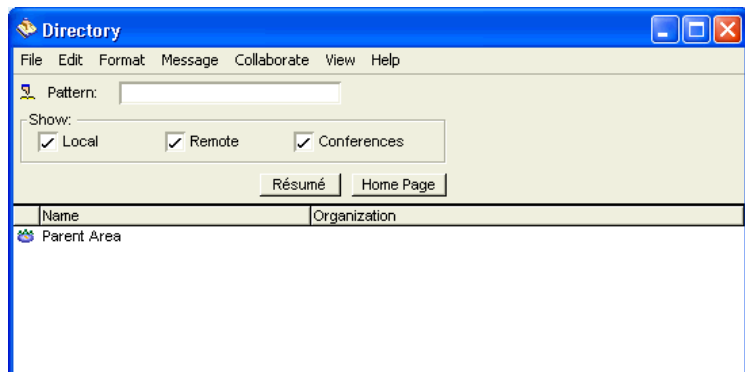 Directory
File Edit Format Message Collaborate View Help
Pattern:
Show:
Local Remote Conferences
Résumé Home Page
Name Organization
Parent Area